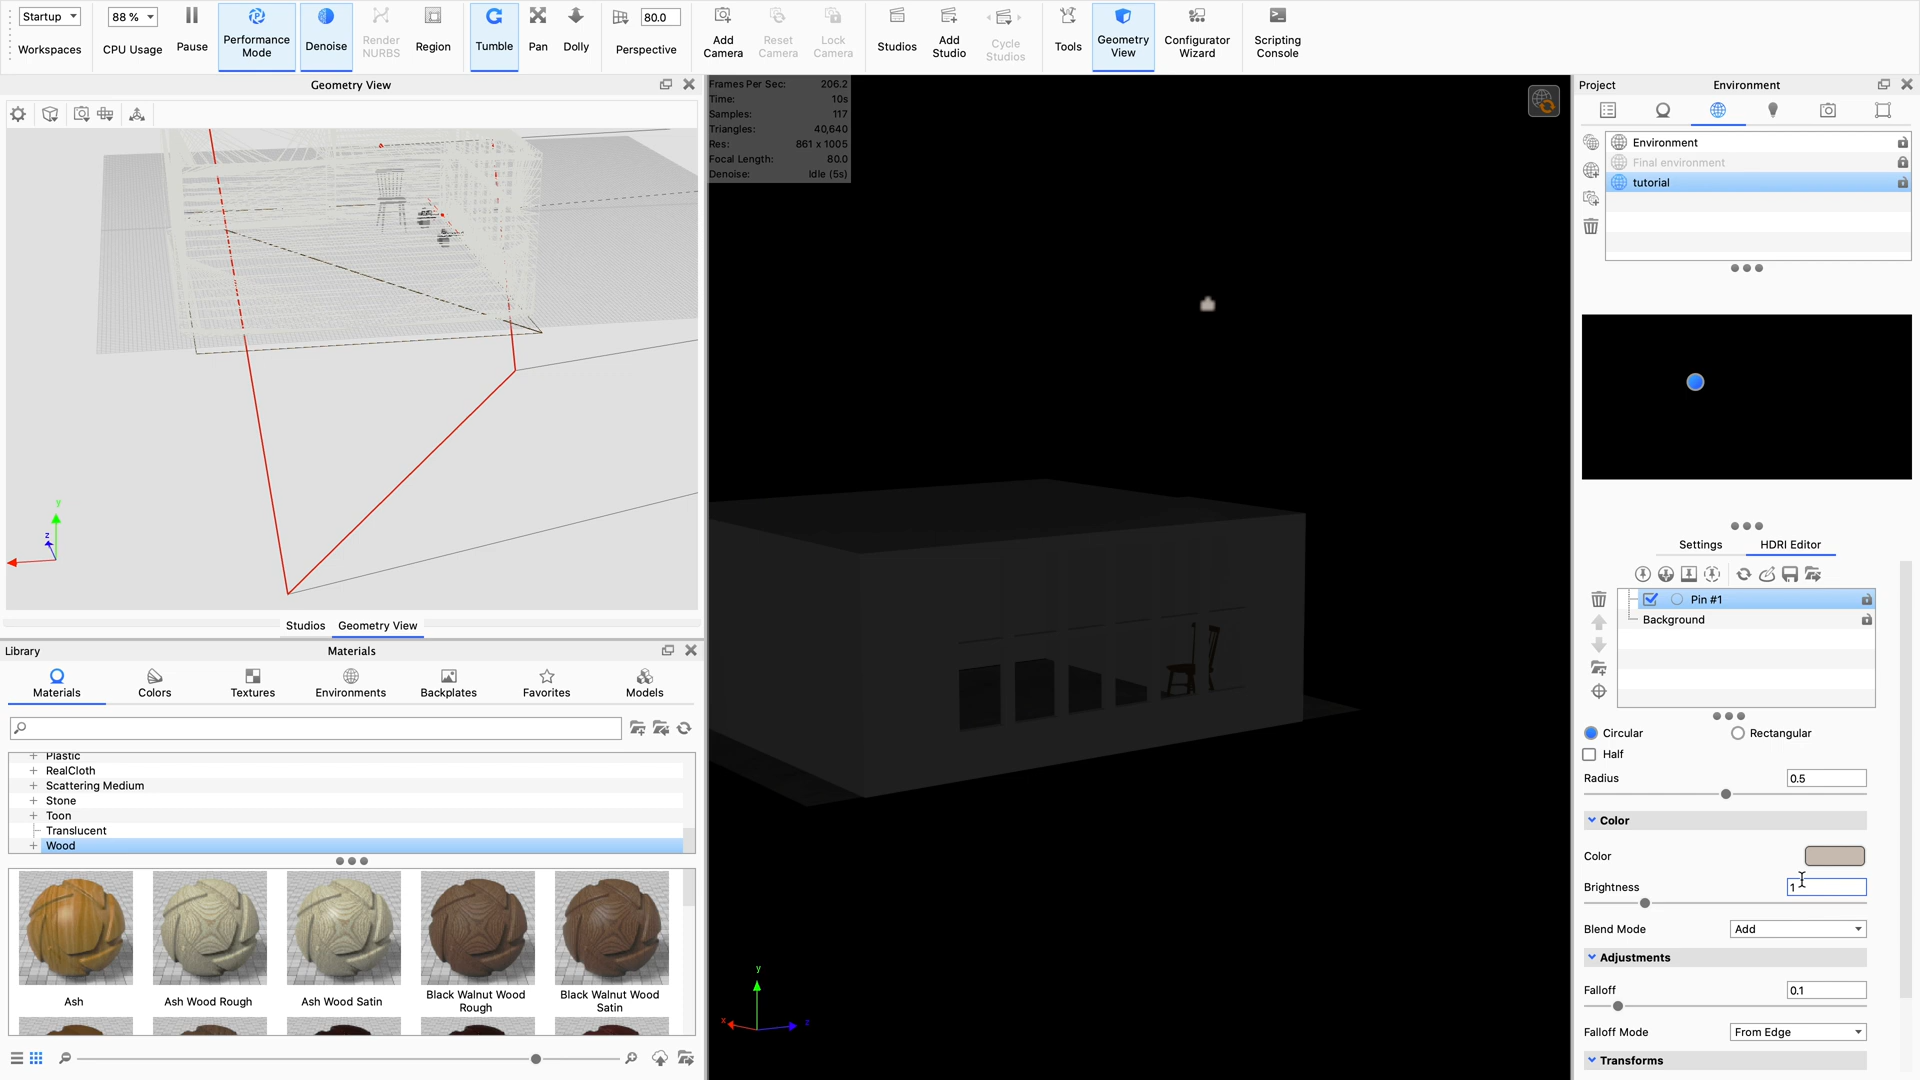 Startup
Workspaces
88 %
CPU Usage
Pause
Performance
Mode
Denoise
Render
NURBS
Region
Tumble
Pan
Dolly
80.0
Perspective
Add
Camera
Reset
Camera
Lock
Camera
Studios
Add
Studio
Cycle
Studios
Tools
Geometry
View
Configurator
Wizard
Scripting
Console
Geometry View
y
z
Studios
Geometry View
Library
Materials
Materials
Colors
Textures
Environments
Backplates
Favorites
Models
Plastic
RealCloth
Scattering Medium
Stone
Toon
Translucent
Wood
Ash
Ash Wood Rough
Ash Wood Satin
Black Walnut Wood
Rough
Black Walnut Wood
Satin
Frames Per Sec: 206.2
Time: 10s
Samples: 117
Triangles: 40,640
Res: 861 x 1005
Focal Length: 80.0
Denoise: Idle (5s)
y
x
z
Project
Environment
Environment
Final environment
tutorial
Settings
HDRI Editor
Pin #1
Background
Circular
Rectangular
Half
Radius 0.5
Color
Color
Brightness 1
Blend Mode Add
Adjustments
Falloff 0.1
Falloff Mode From Edge
Transforms